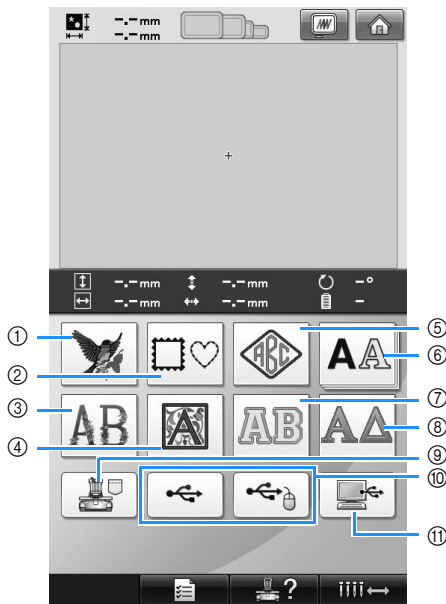 -.- mm
-.- mm
-.- mm -.- mm -°
-.- mm -.- mm -
① ⑤
ABC
A A ⑥
②
③ ⑦
AB A AB AΔ ⑧
④
⑨
⑩
⑪
?